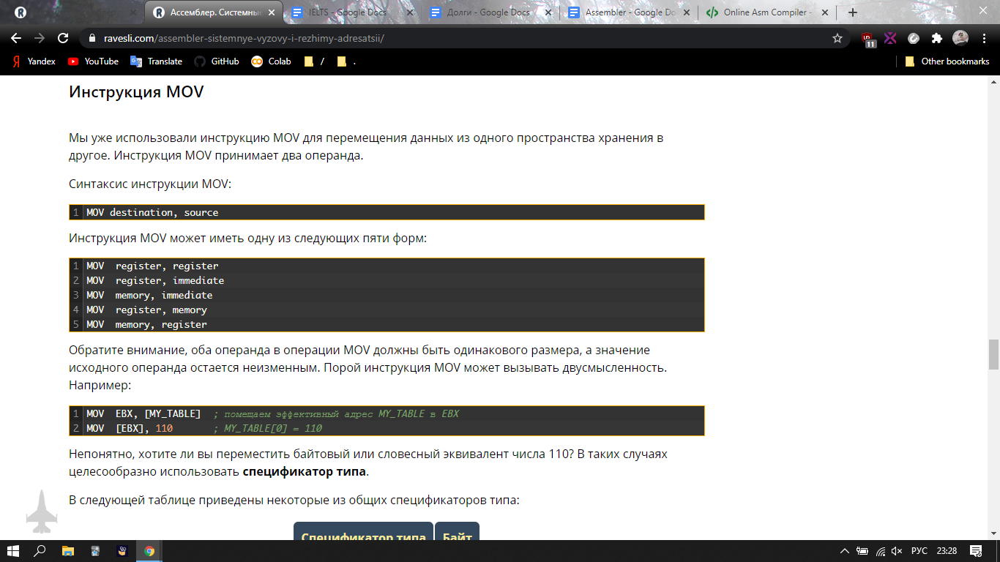 Ассемблер. Системны
IELTS - Google Docs
Долги - Google Docs
Assembler - Google Do
Online Asm Compiler -
ravesli.com/assembler-sistemnye-vyzovy-i-rezhimy-adresatsii/
11
Yandex
YouTube
Translate
GitHub
Colab
/
.
Other bookmarks
Инструкция MOV
Мы уже использовали инструкцию MOV для перемещения данных из одного пространства хранения в
другое. Инструкция MOV принимает два операнда.
Синтаксис инструкции MOV:
1 MOV destination, source
Инструкция MOV может иметь одну из следующих пяти форм:
1 MOV  register, register
2 MOV  register, immediate
3 MOV  memory, immediate
4 MOV  register, memory
5 MOV  memory, register
Обратите внимание, оба операнда в операции MOV должны быть одинакового размера, а значение
исходного операнда остается неизменным. Порой инструкция MOV может вызывать двусмысленность.
Например:
1 MOV  EBX, [MY_TABLE]  ; помещаем эффективный адрес MY_TABLE в EBX
2 MOV  [EBX], 110       ; MY_TABLE[0] = 110
Непонятно, хотите ли вы переместить байтовый или словесный эквивалент числа 110? В таких случаях
целесообразно использовать спецификатор типа.
В следующей таблице приведены некоторые из общих спецификаторов типа:
Спецификатор типа Байт
РУС 23:28